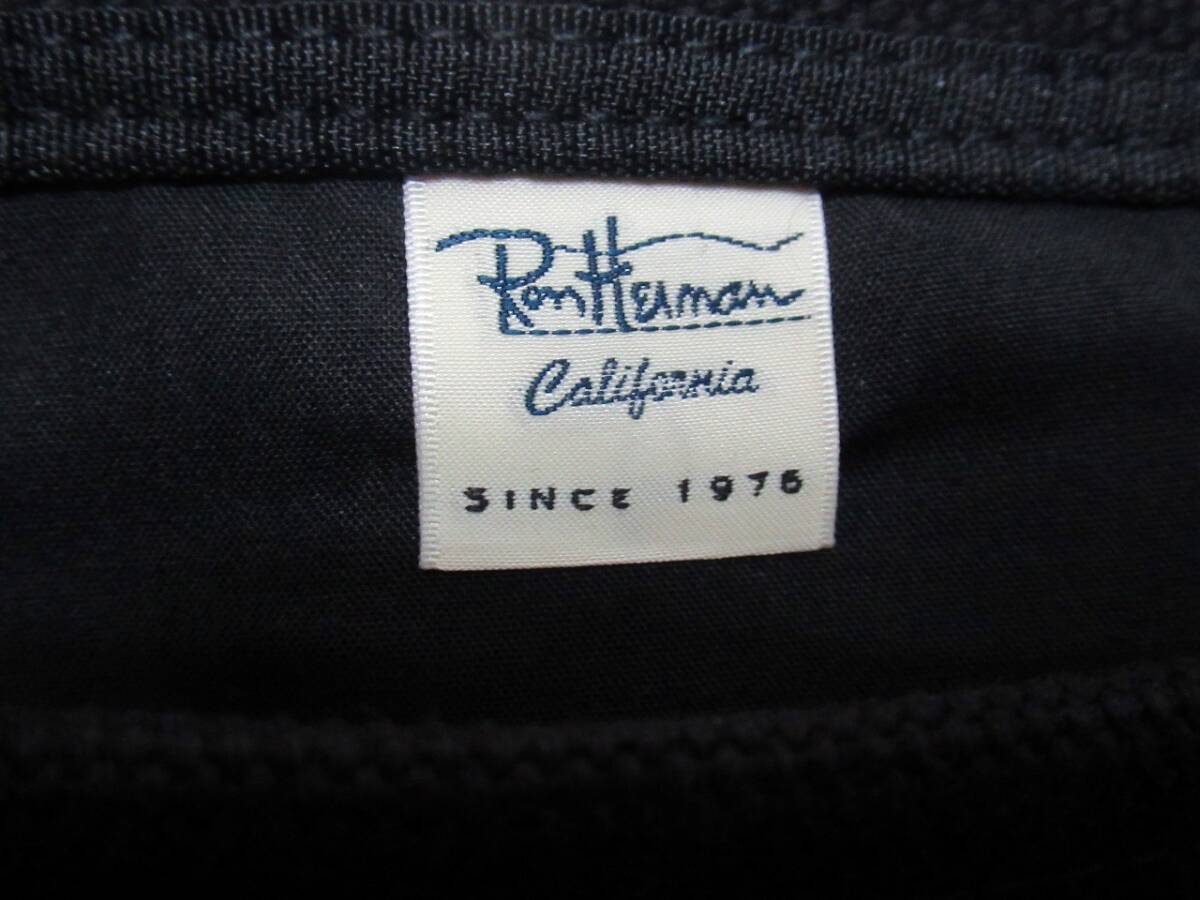 Ron Herman
California
SINCE 1976